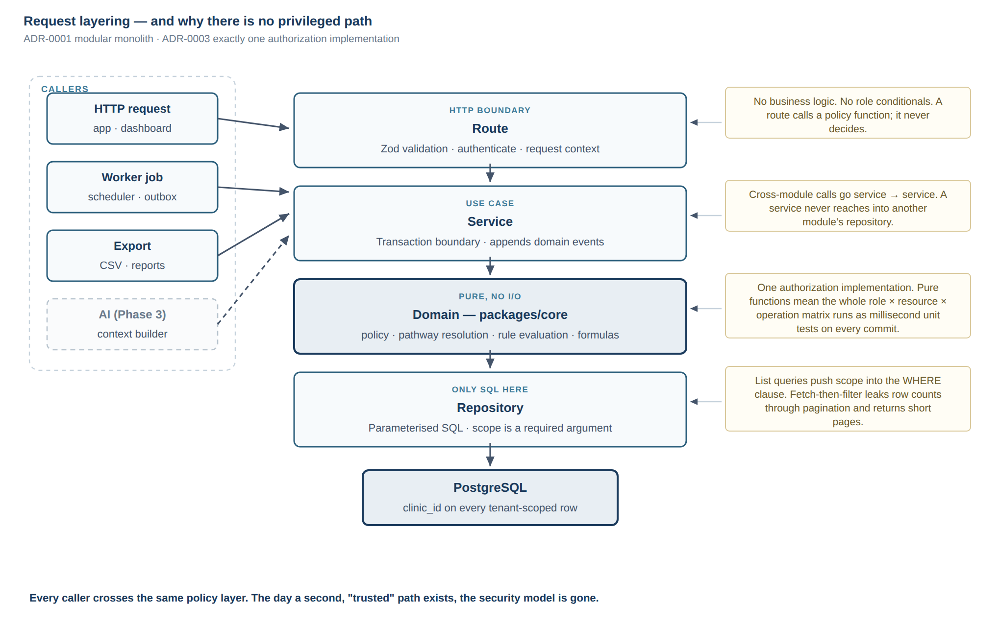 Request layering — and why there is no privileged path
ADR-0001 modular monolith · ADR-0003 exactly one authorization implementation
CALLERS
HTTP request
app · dashboard
Worker job
scheduler · outbox
Export
CSV · reports
AI (Phase 3)
context builder
HTTP BOUNDARY
Route
Zod validation · authenticate · request context
USE CASE
Service
Transaction boundary · appends domain events
PURE, NO I/O
Domain — packages/core
policy · pathway resolution · rule evaluation · formulas
ONLY SQL HERE
Repository
Parameterised SQL · scope is a required argument
PostgreSQL
clinic_id on every tenant-scoped row
No business logic. No role conditionals. A
route calls a policy function; it never
decides.
Cross-module calls go service → service. A
service never reaches into another
module’s repository.
One authorization implementation. Pure
functions mean the whole role × resource ×
operation matrix runs as millisecond unit
tests on every commit.
List queries push scope into the WHERE
clause. Fetch-then-filter leaks row counts
through pagination and returns short
pages.
Every caller crosses the same policy layer. The day a second, "trusted" path exists, the security model is gone.